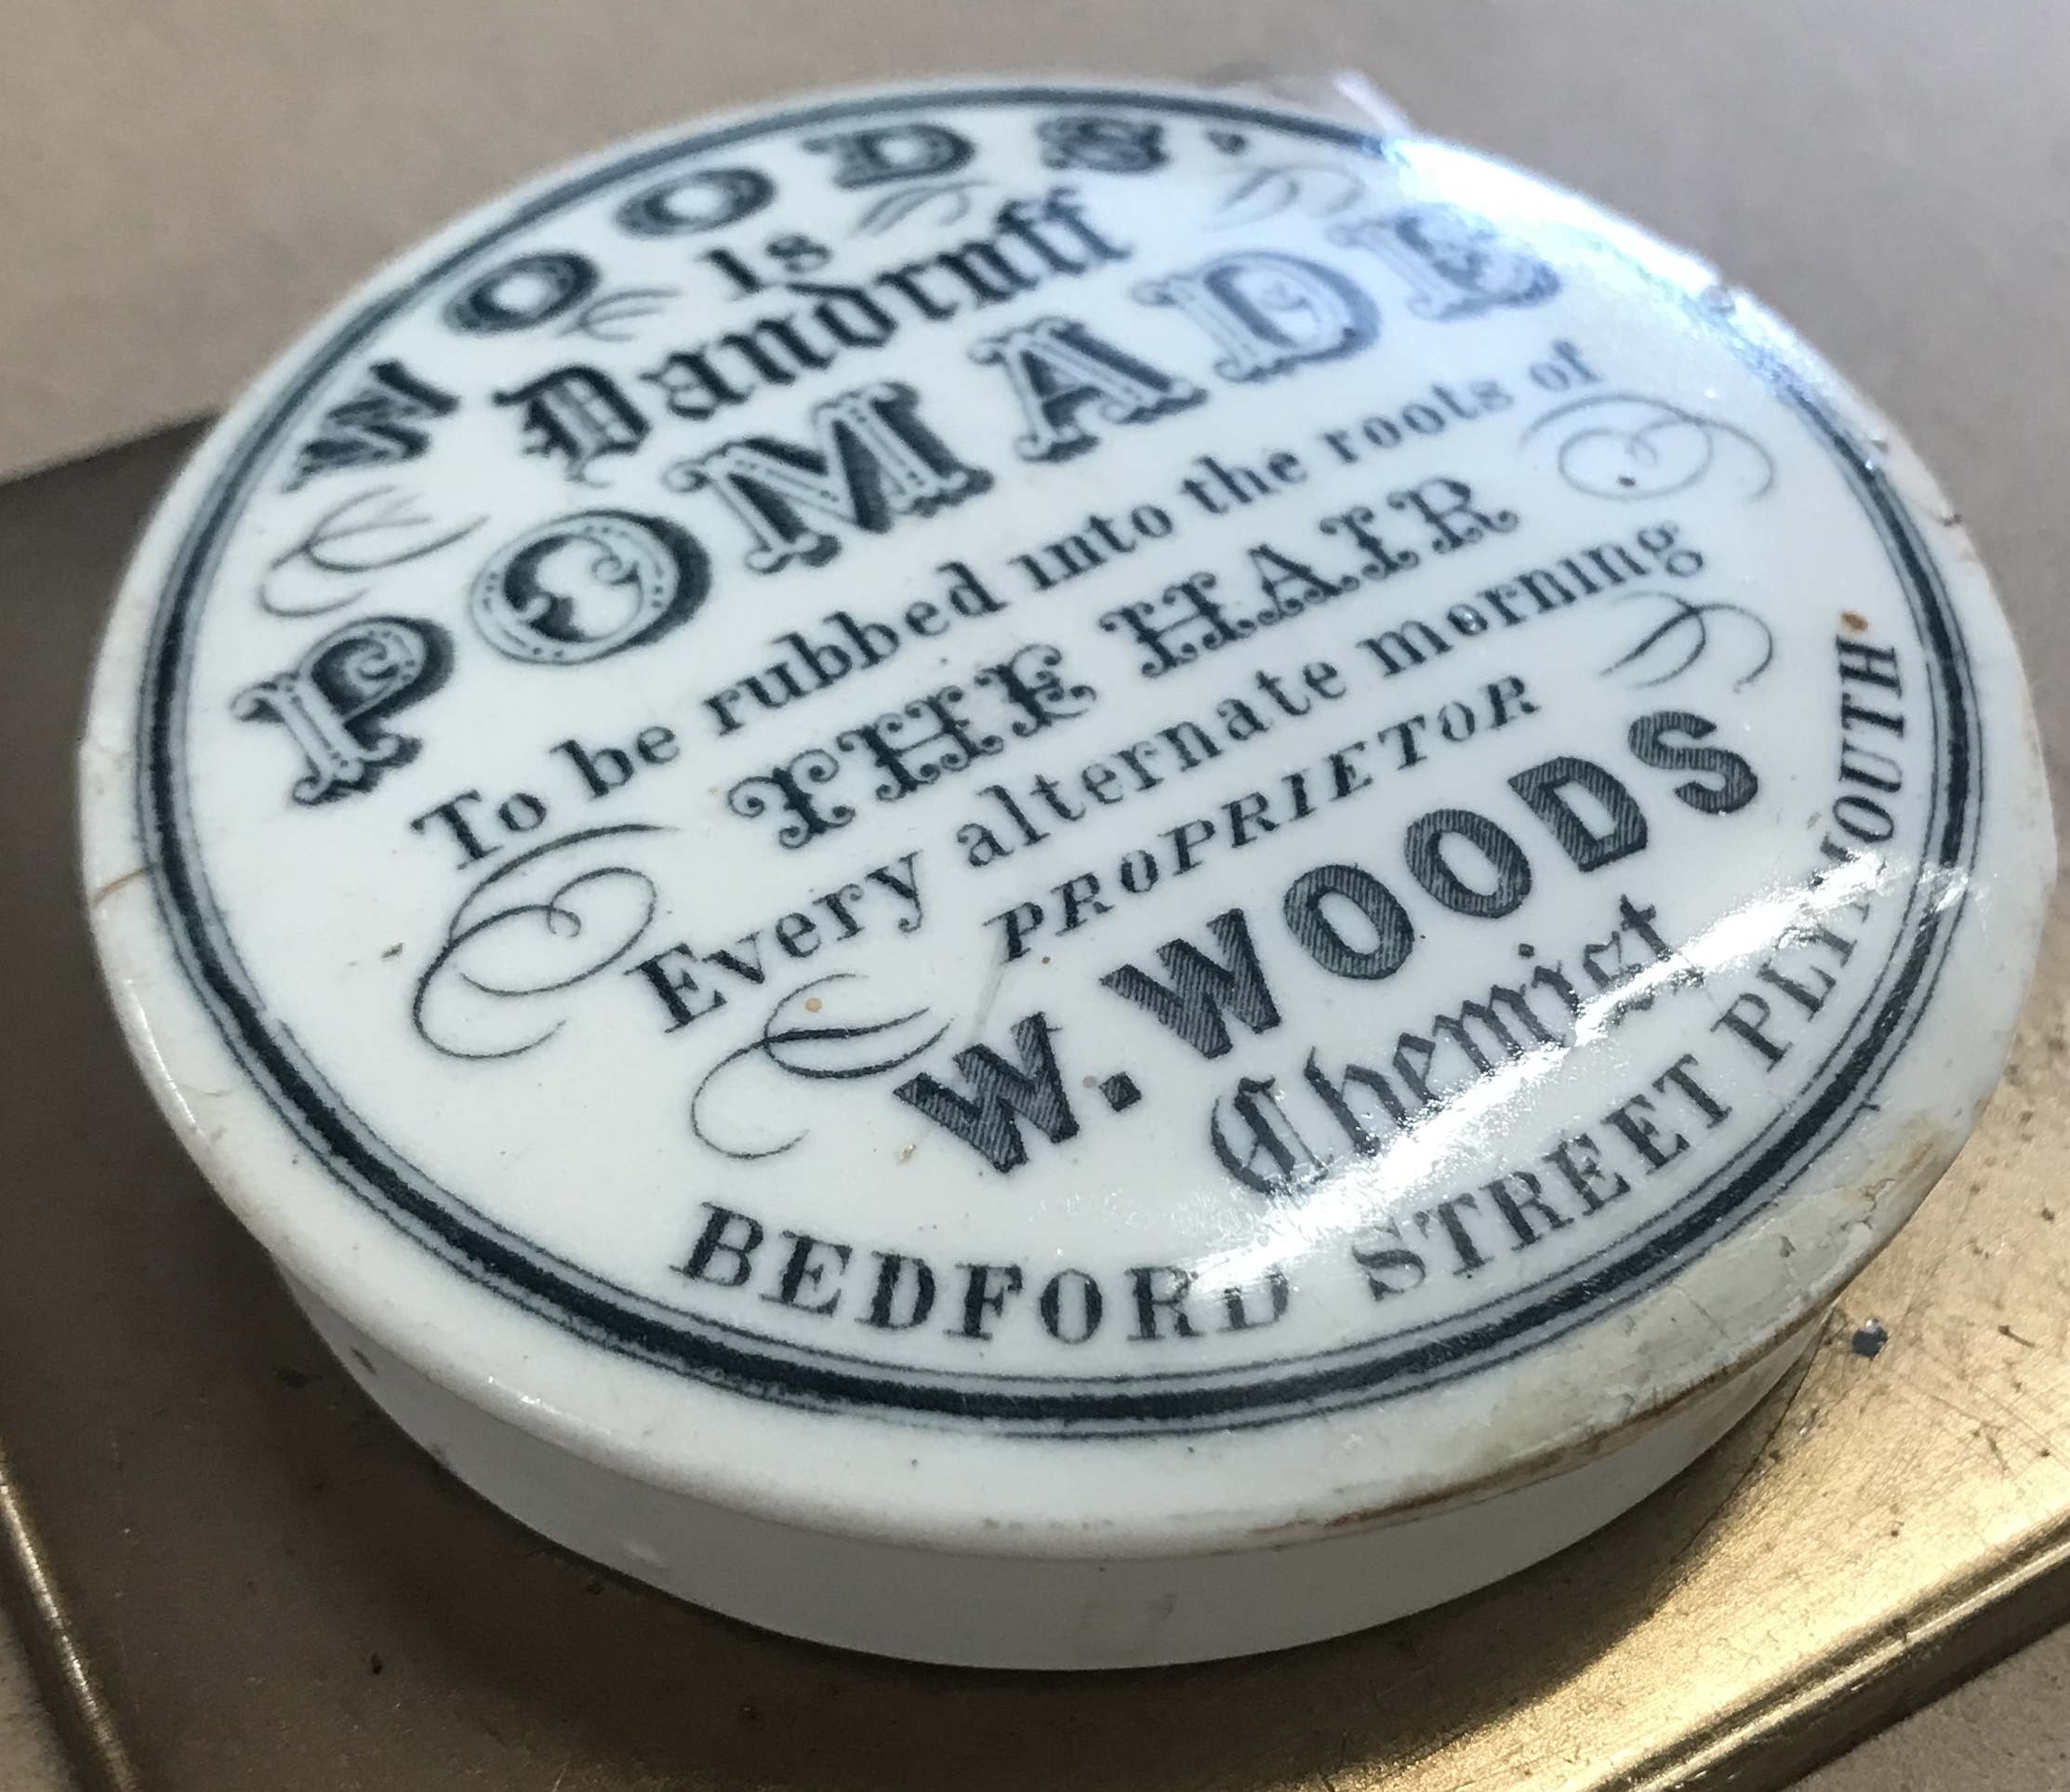 WOODS'
1s
Dandruff
POMADE
To be rubbed into the roots of
THE HAIR
Every alternate morning
PROPRIETOR
W. WOODS
Chemist
BEDFORD STREET PLYMOUTH.